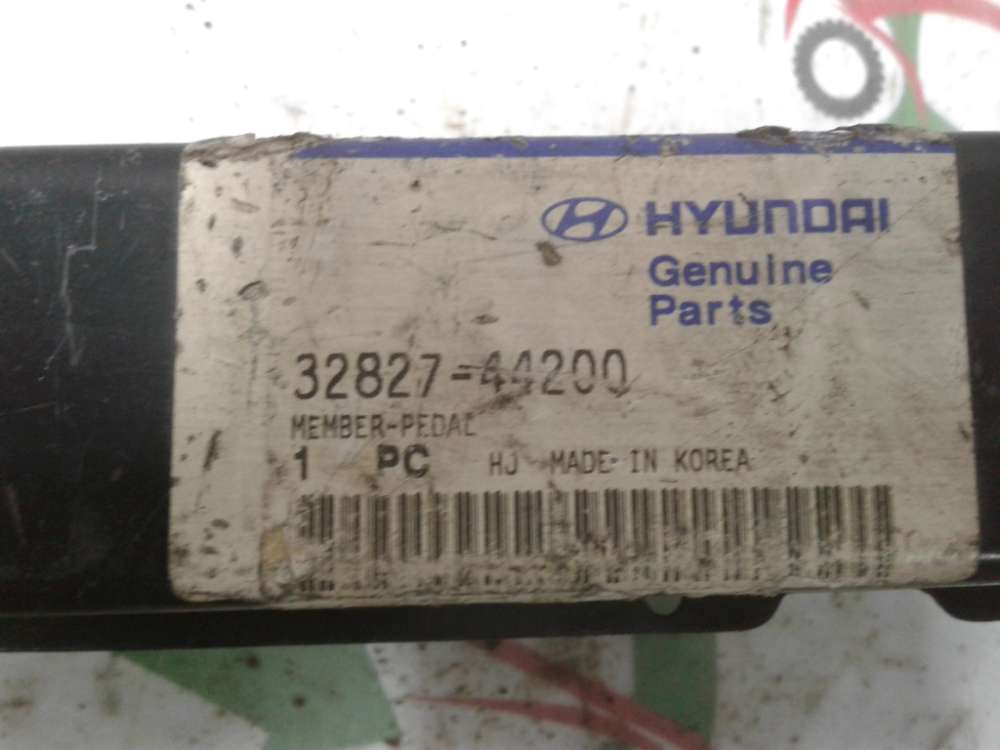 HYUNDAI
Genuine
Parts
32827-44200
MEMBER-PEDAL
1 PC HJ MADE IN KOREA